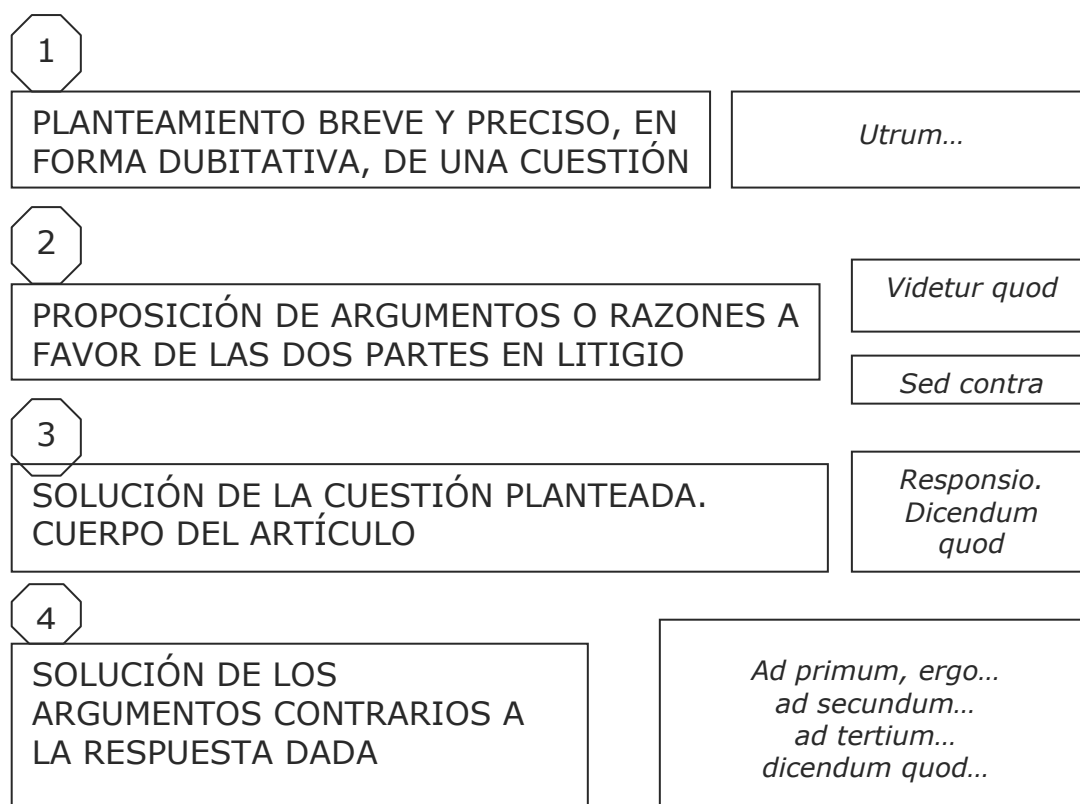 1
PLANTEAMIENTO BREVE Y PRECISO, EN
FORMA DUBITATIVA, DE UNA CUESTIÓN
Utrum…
2
PROPOSICIÓN DE ARGUMENTOS O RAZONES A
FAVOR DE LAS DOS PARTES EN LITIGIO
Videtur quod
Sed contra
3
SOLUCIÓN DE LA CUESTIÓN PLANTEADA.
CUERPO DEL ARTÍCULO
Responsio.
Dicendum
quod
4
SOLUCIÓN DE LOS
ARGUMENTOS CONTRARIOS A
LA RESPUESTA DADA
Ad primum, ergo…
ad secundum…
ad tertium…
dicendum quod…